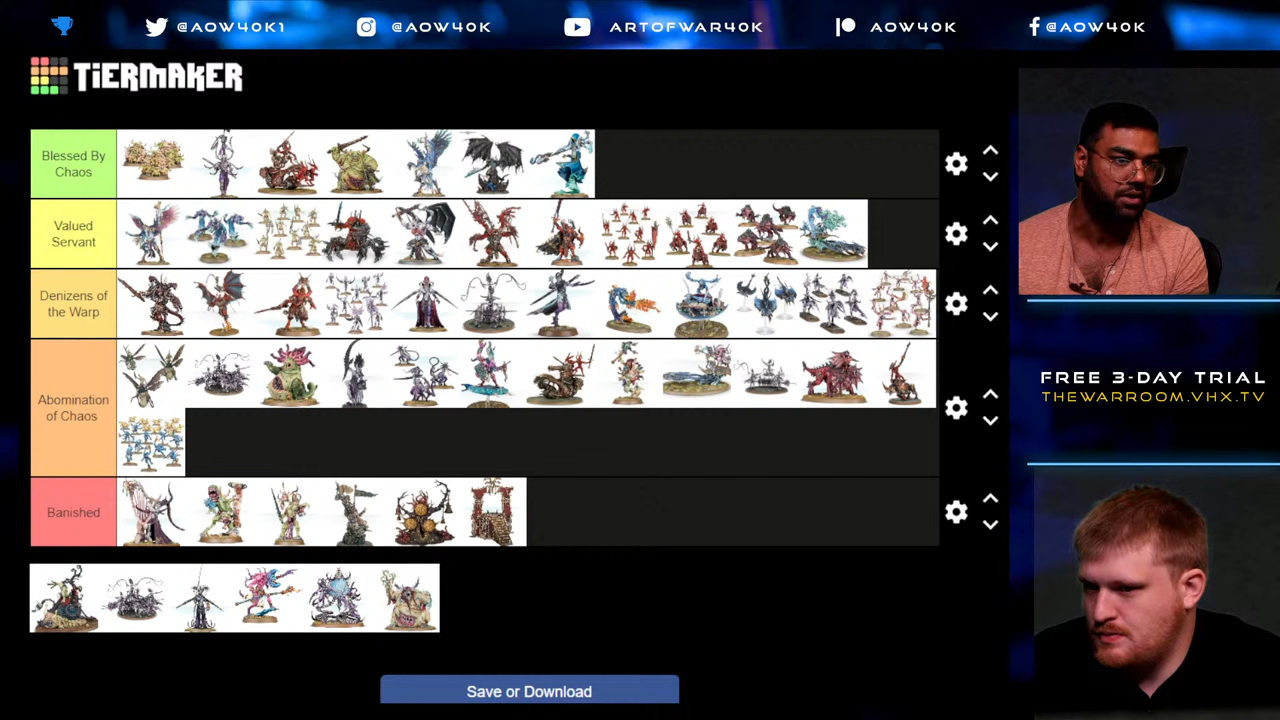 @AOW40K1
@AOW40K
ARTOFWAR40K
AOW40K
@AOW40K
TiERMAKER
Blessed By
Chaos
Valued
Servant
Denizens of
the Warp
Abomination
of Chaos
Banished
FREE 3-DAY TRIAL
THEWARROOM.VHX.TV
Save or Download